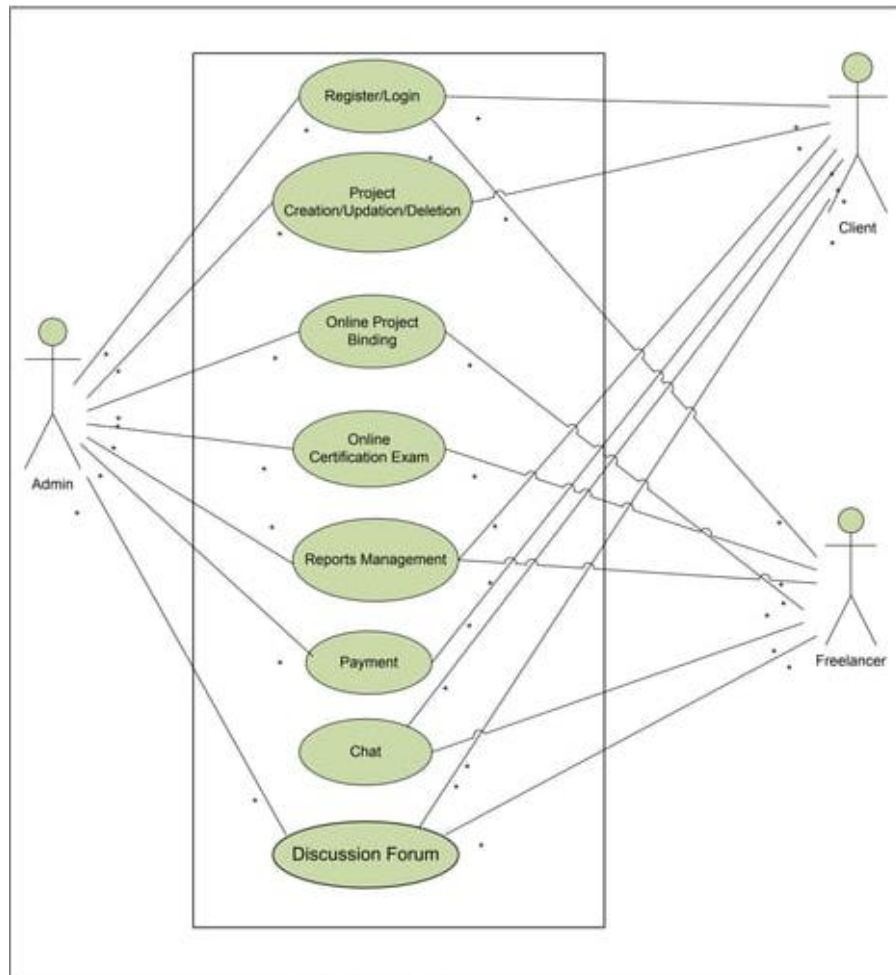 Register/Login
Project
Creation/Updation/Deletion
Client
Online Project
Binding
Admin
Online
Certification Exam
Reports Management
Payment
Freelancer
Chat
Discussion Forum